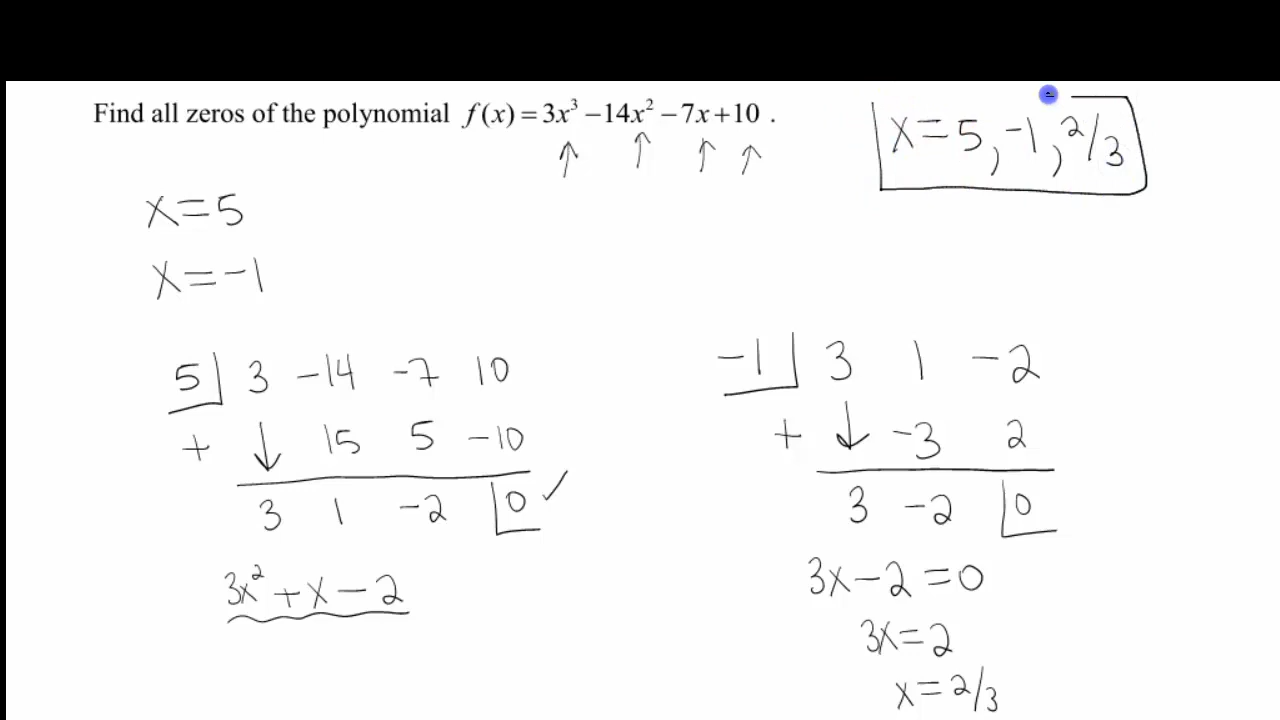 Find all zeros of the polynomial f(x) = 3x³ − 14x² − 7x + 10 .
x = 5, -1, 2/3
x = 5
x = -1
5 3 -14 -7 10
+ ↓ 15 5 -10
3 1 -2 0 ✓
3x² + x - 2
-1 3 1 -2
+ ↓ -3 2
3 -2 0
3x - 2 = 0
3x = 2
x = 2/3